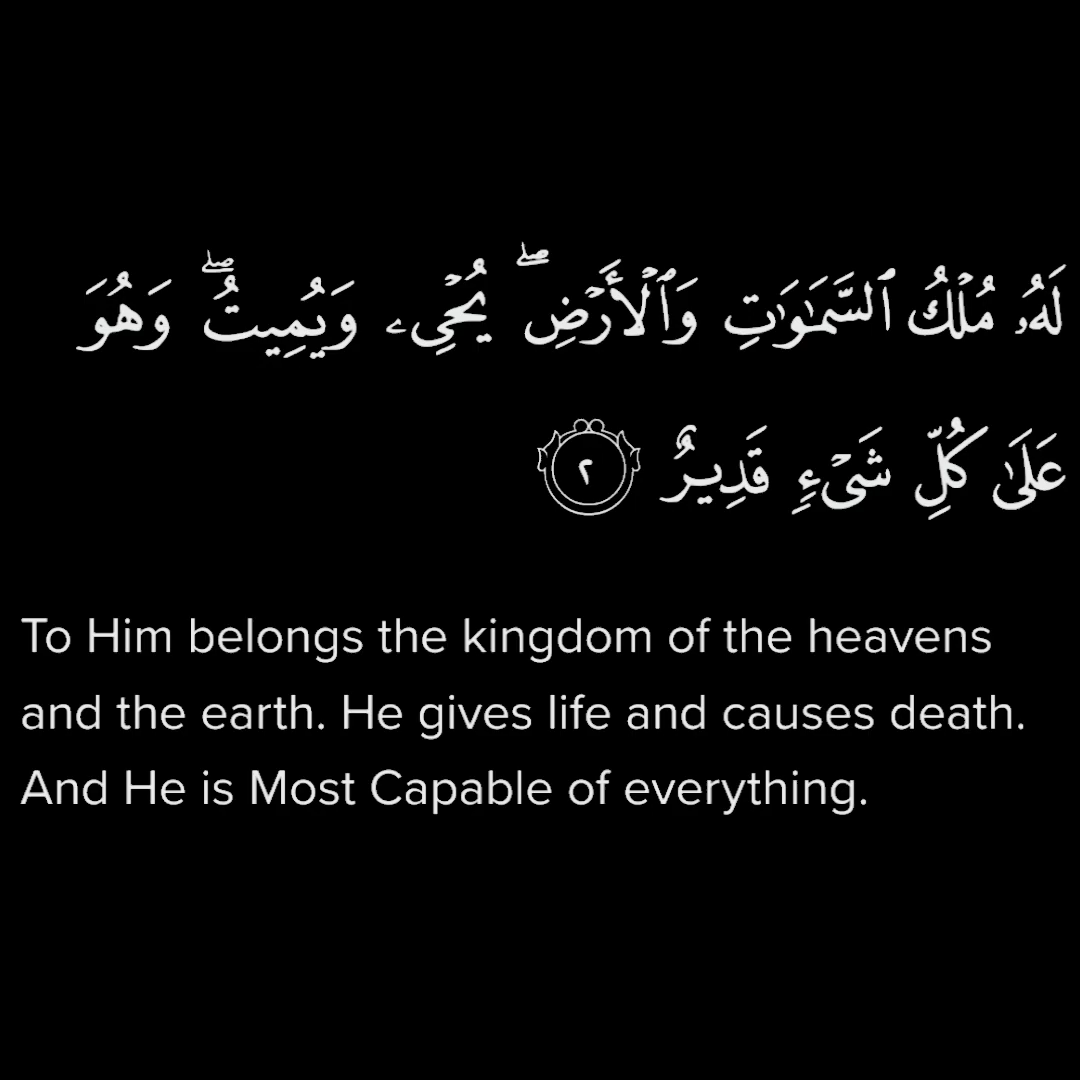 لَهُۥ مُلْكُ ٱلسَّمَـٰوَٰتِ وَٱلْأَرْضِ ۖ يُحْىِۦ وَيُمِيتُ ۖ وَهُوَ
عَلَىٰ كُلِّ شَىْءٍ قَدِيرٌ ٢
To Him belongs the kingdom of the heavens
and the earth. He gives life and causes death.
And He is Most Capable of everything.